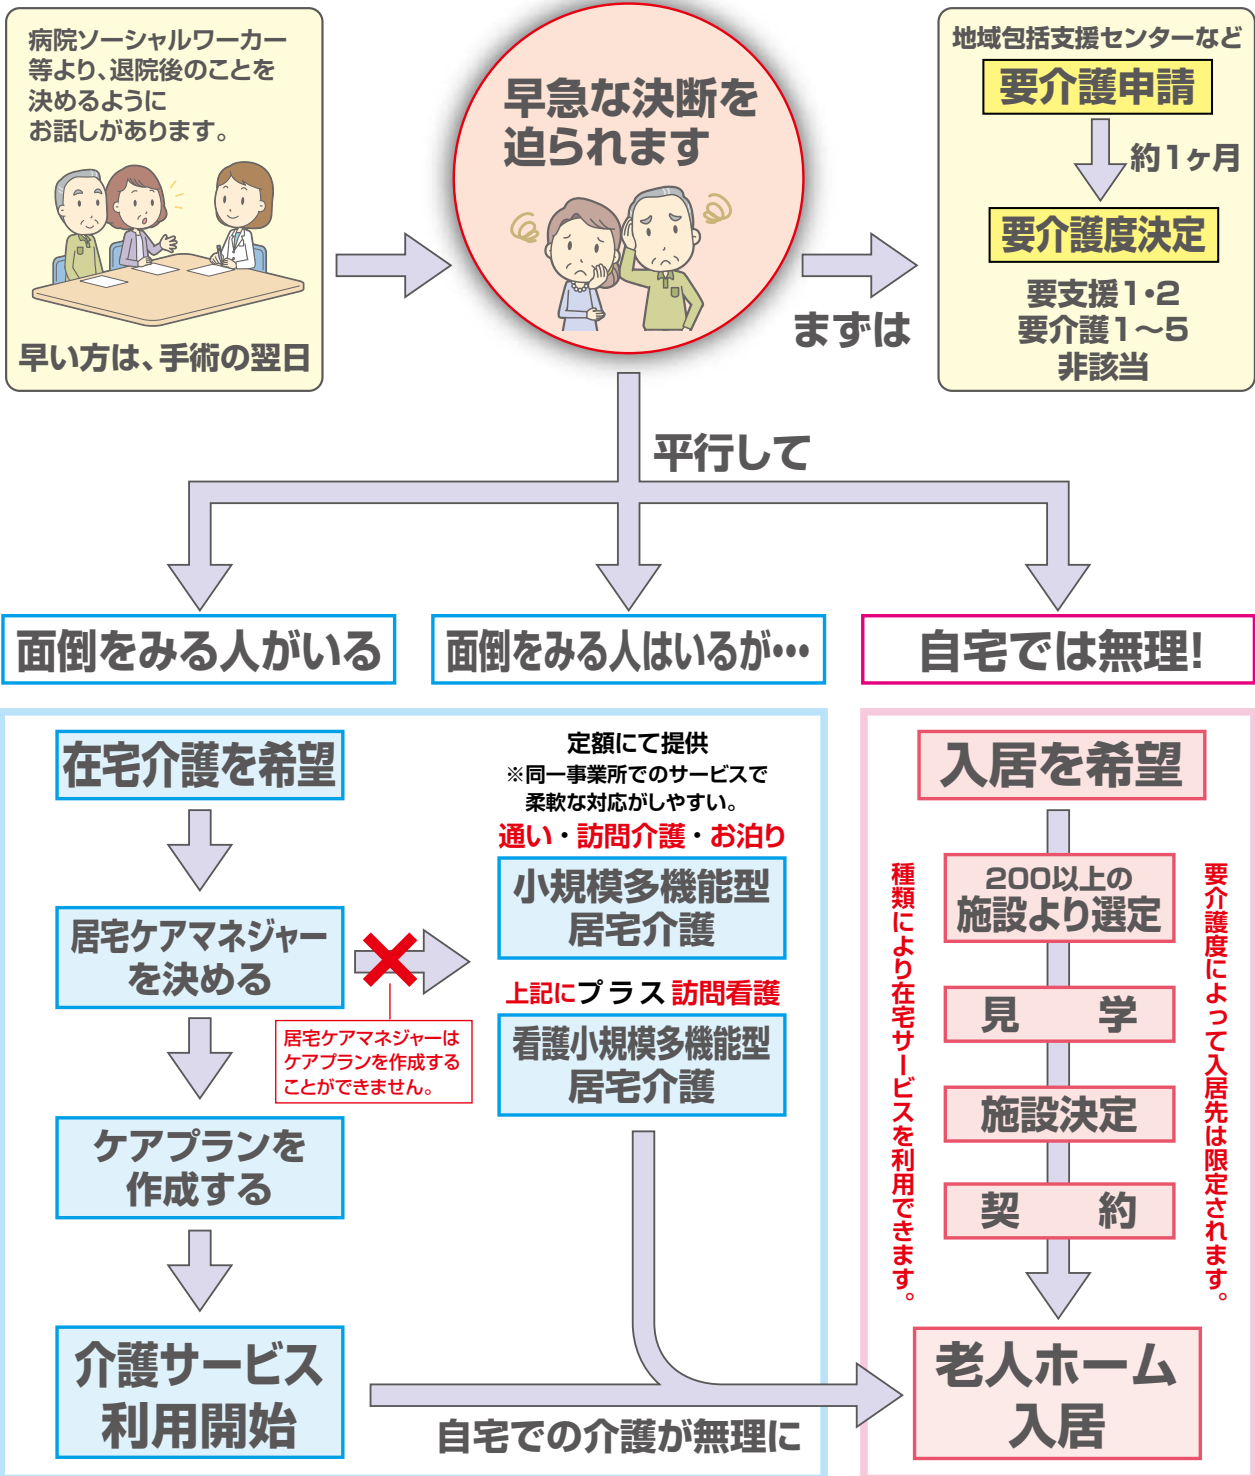 病院ソーシャルワーカー
等より、退院後のことを
決めるように
お話しがあります。
早い方は、手術の翌日
早急な決断を
迫られます
まずは
地域包括支援センターなど
要介護申請
約1ヶ月
要介護度決定
要支援1・2
要介護1～5
非該当
平行して
面倒をみる人がいる
面倒をみる人はいるが・・・
自宅では無理!
在宅介護を希望
居宅ケアマネジャー
を決める
居宅ケアマネジャーは
ケアプランを作成する
ことができません。
ケアプランを
作成する
介護サービス
利用開始
定額にて提供
※同一事業所でのサービスで
柔軟な対応がしやすい。
通い・訪問介護・お泊り
小規模多機能型
居宅介護
上記にプラス訪問看護
看護小規模多機能型
居宅介護
自宅での介護が無理に
入居を希望
200以上の
施設より選定
見　学
施設決定
契　約
要介護度によって入居先は限定されます。
種類により在宅サービスを利用できます。
老人ホーム
入居